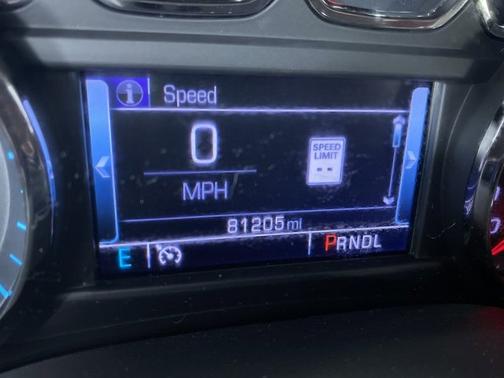 Speed
0
MPH
SPEED
LIMIT
--
81205 mi
E
PRNDL